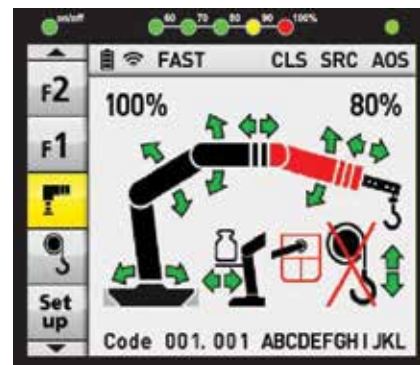 on/off 60 70 80 90 100%
FAST CLS SRC AOS
F2
100% 80%
F1
Set
up
Code 001. 001 ABCDEFGHIJKL